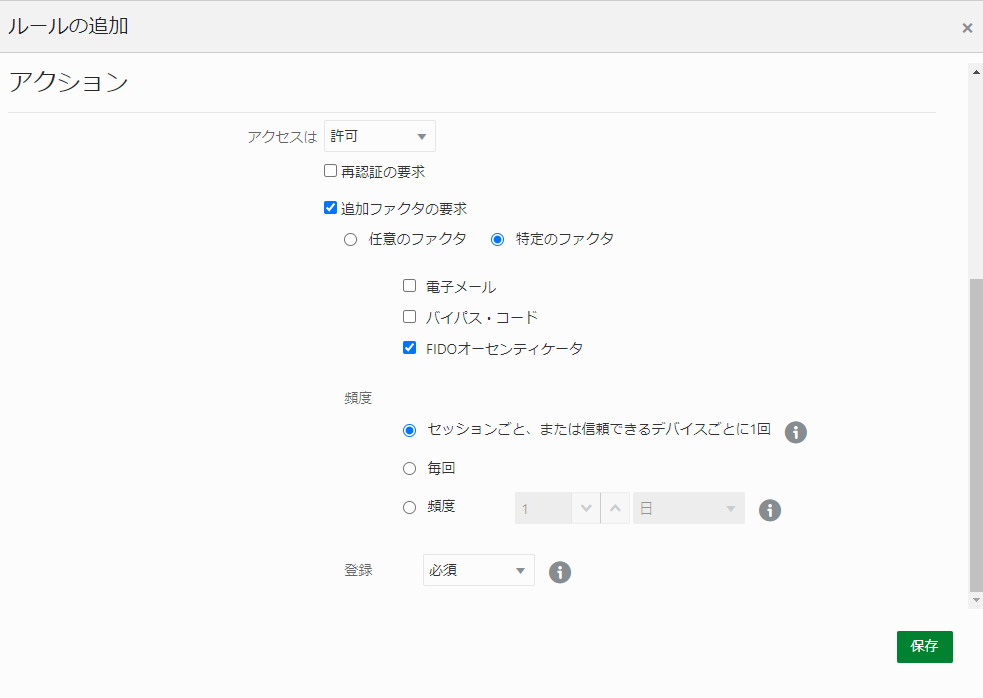 ルールの追加
アクション
アクセスは 許可
再認証の要求
追加ファクタの要求
任意のファクタ 特定のファクタ
電子メール
バイパス・コード
FIDOオーセンティケータ
頻度
セッションごと、または信頼できるデバイスごとに1回
毎回
頻度 1 日
登録 必須
保存